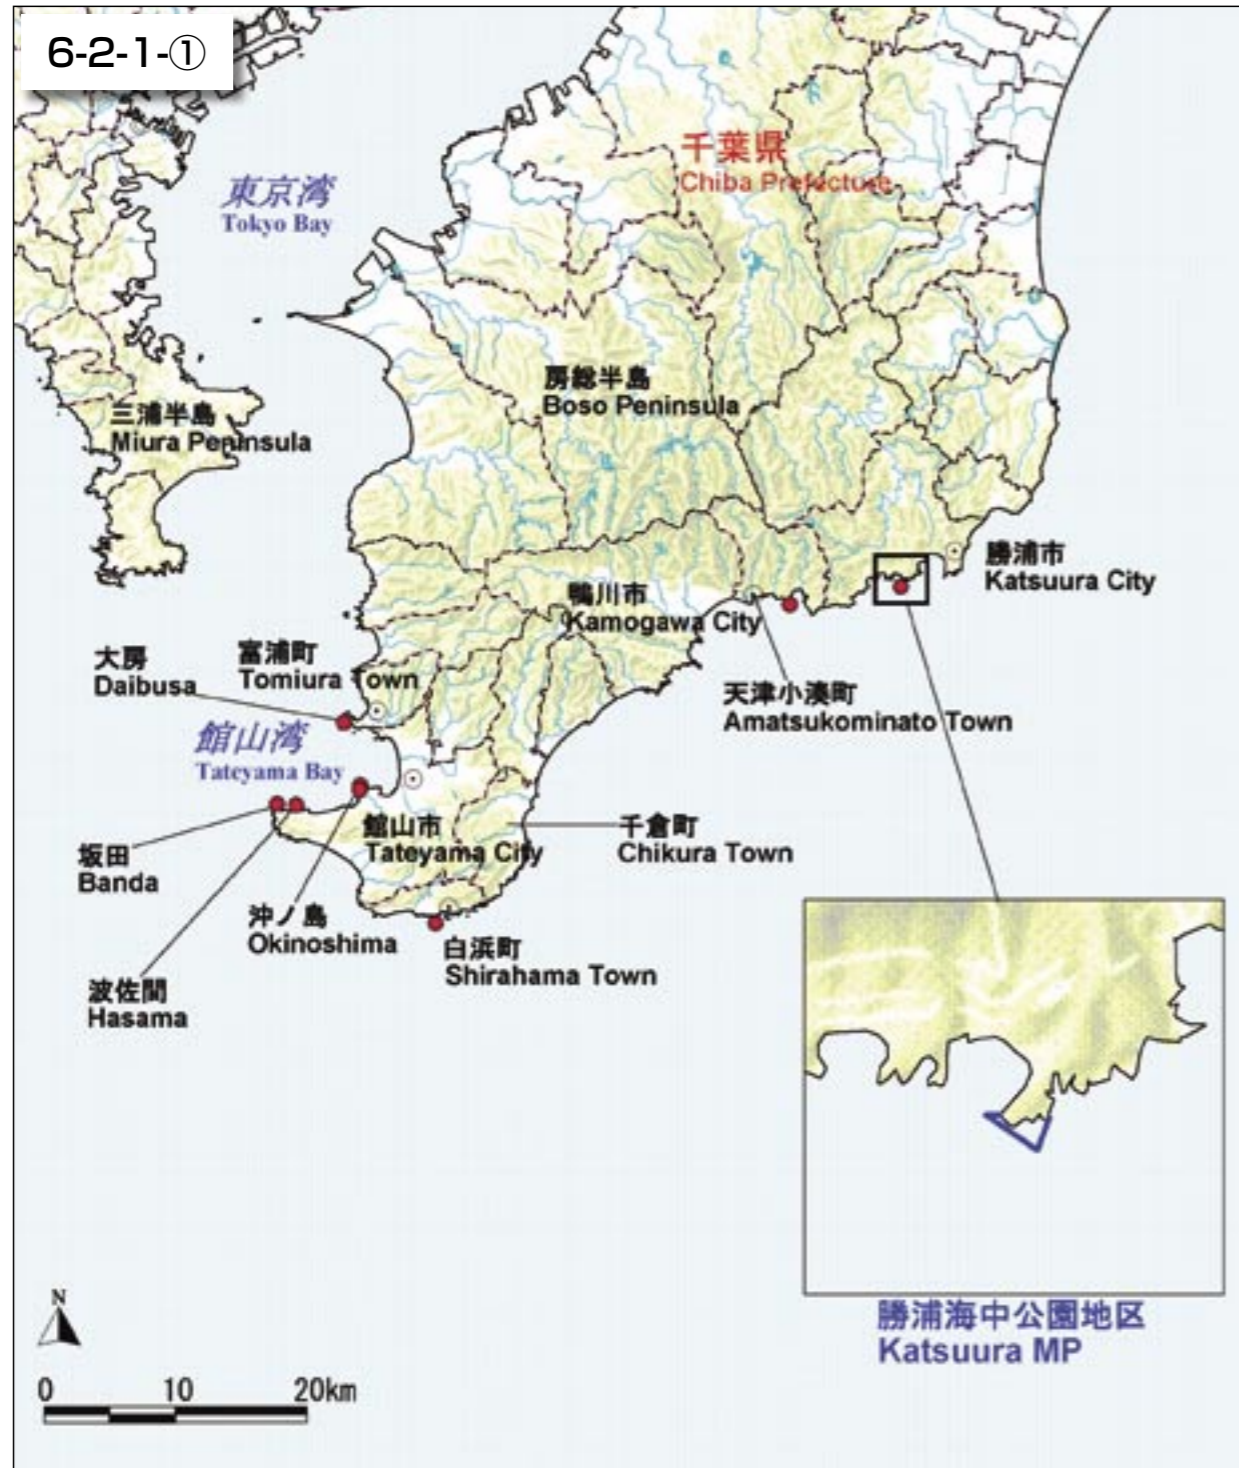 6-2-1-①
千葉県
Chiba Prefecture
東京湾
Tokyo Bay
房総半島
Boso Peninsula
三浦半島
Miura Peninsula
勝浦市
Katsuura City
鴨川市
Kamogawa City
大房
Daibusa
富浦町
Tomiura Town
天津小湊町
Amatsukominato Town
館山湾
Tateyama Bay
館山市
Tateyama City
千倉町
Chikura Town
坂田
Banda
沖ノ島
Okinoshima
白浜町
Shirahama Town
波佐間
Hasama
勝浦海中公園地区
Katsuura MP
N
0 10 20km